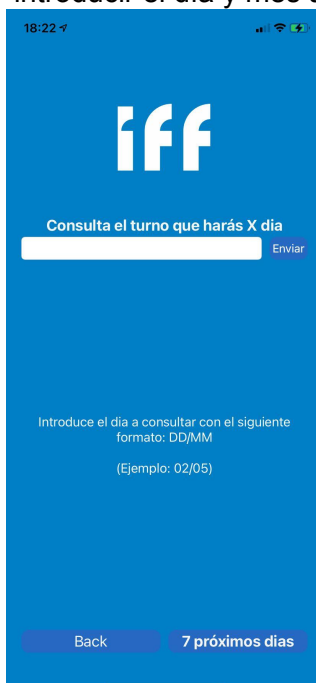 introducir el día y mes
18:22
iff
Consulta el turno que harás X dia
Enviar
Introduce el dia a consultar con el siguiente
formato: DD/MM
(Ejemplo: 02/05)
Back
7 próximos dias